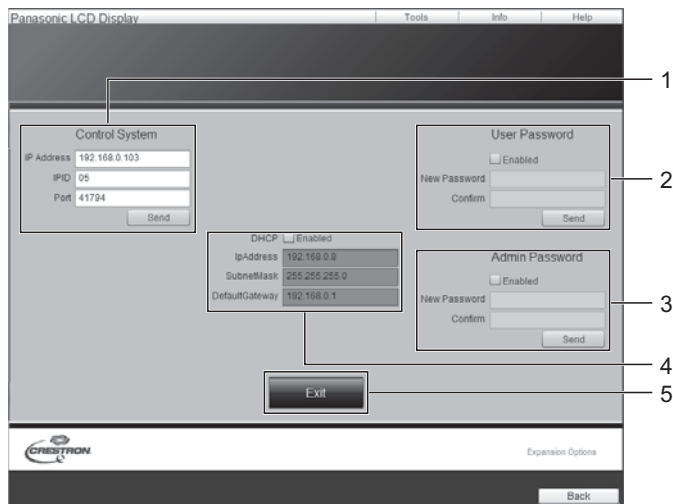 Panasonic LCD Display
Tools
Info
Help
1
Control System
IP Address 192.168.0.103
IPID 05
Port 41794
Send
User Password
Enabled
New Password
Confirm
Send
2
DHCP Enabled
IpAddress 192.168.0.8
SubnetMask 255.255.255.0
DefaultGateway 192.168.0.1
Admin Password
Enabled
New Password
Confirm
Send
3
4
Exit
5
CRESTRON
Expansion Options
Back